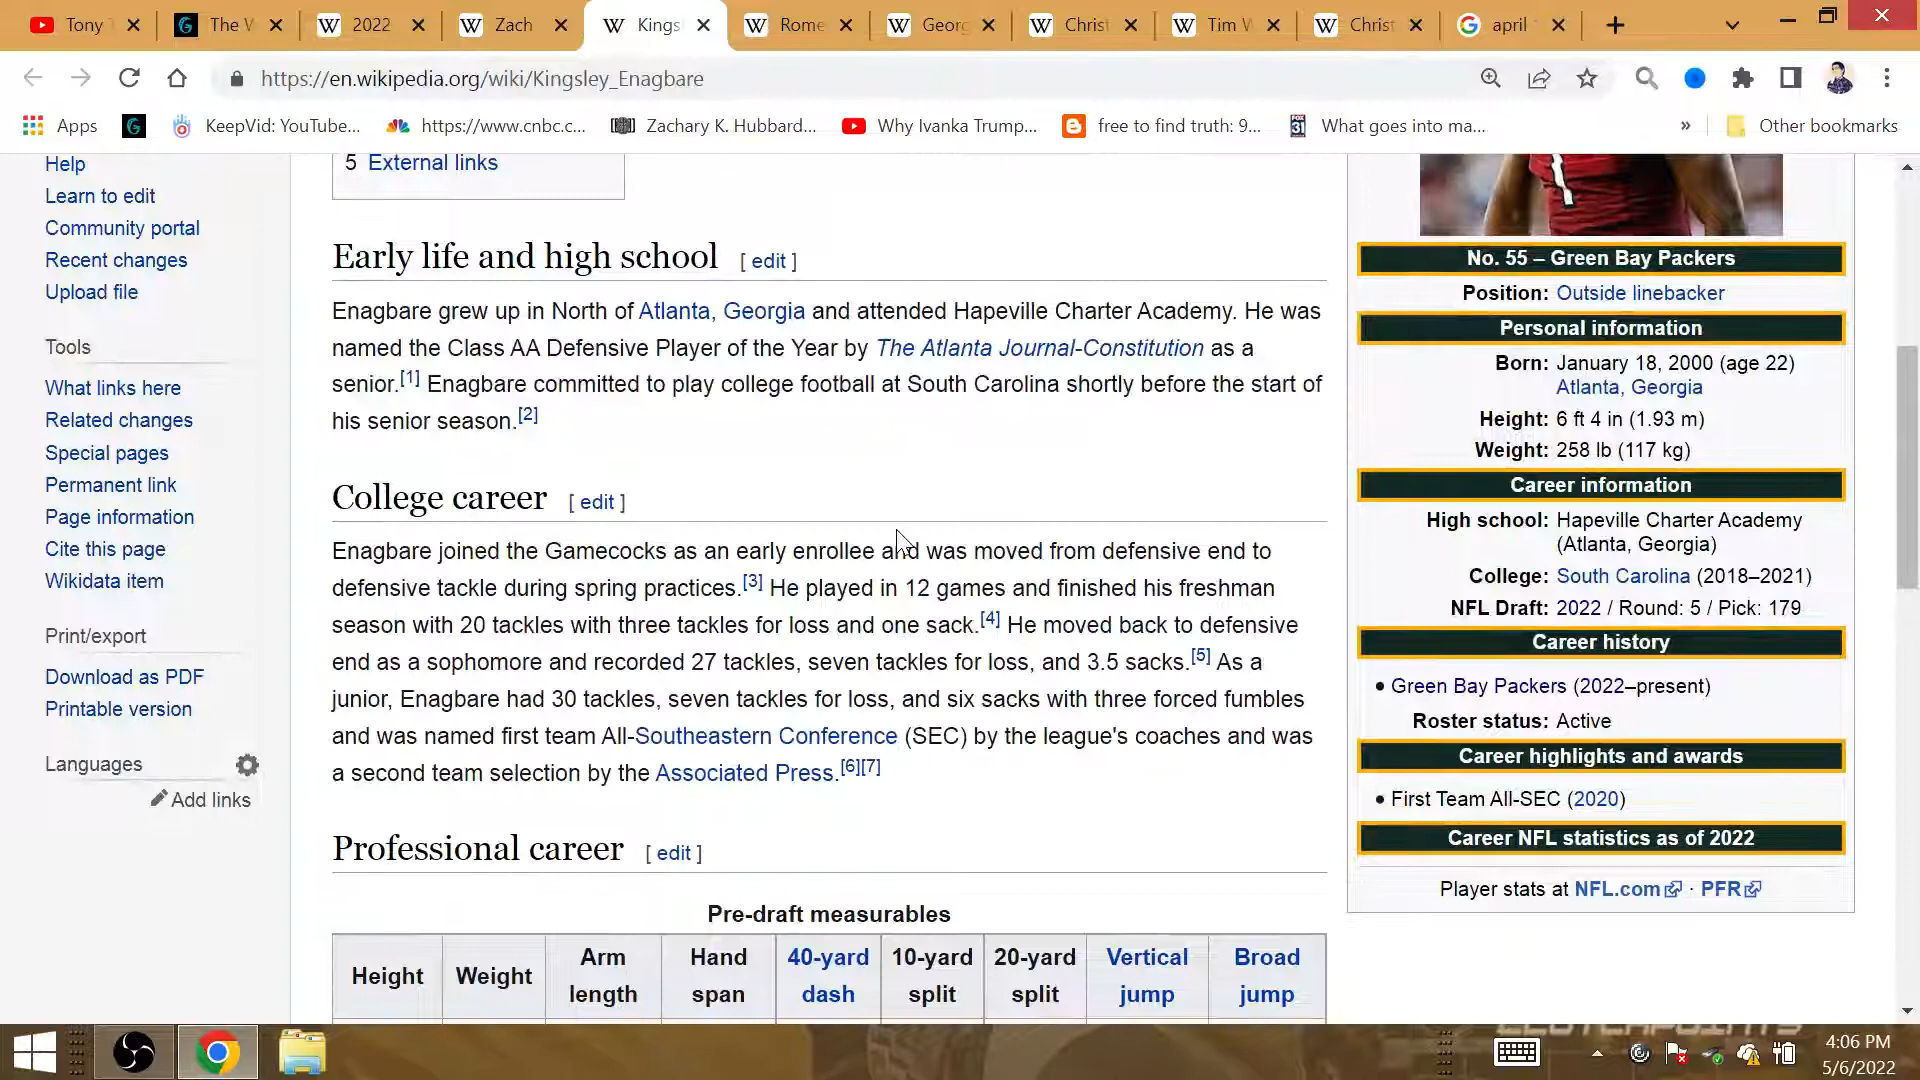 Tony
The V
2022
Zach
Kings
Rome
Georg
Christ
Tim W
Christ
april
https://en.wikipedia.org/wiki/Kingsley_Enagbare
Apps
KeepVid: YouTube...
https://www.cnbc.c...
Zachary K. Hubbard...
Why Ivanka Trump,...
free to find truth: 9...
What goes into ma...
»
Other bookmarks
Help
Learn to edit
Community portal
Recent changes
Upload file
Tools
What links here
Related changes
Special pages
Permanent link
Page information
Cite this page
Wikidata item
Print/export
Download as PDF
Printable version
Languages
Add links
5 External links
Early life and high school [ edit ]
Enagbare grew up in North of Atlanta, Georgia and attended Hapeville Charter Academy. He was
named the Class AA Defensive Player of the Year by The Atlanta Journal-Constitution as a
senior.[1] Enagbare committed to play college football at South Carolina shortly before the start of
his senior season.[2]
College career [ edit ]
Enagbare joined the Gamecocks as an early enrollee and was moved from defensive end to
defensive tackle during spring practices.[3] He played in 12 games and finished his freshman
season with 20 tackles with three tackles for loss and one sack.[4] He moved back to defensive
end as a sophomore and recorded 27 tackles, seven tackles for loss, and 3.5 sacks.[5] As a
junior, Enagbare had 30 tackles, seven tackles for loss, and six sacks with three forced fumbles
and was named first team All-Southeastern Conference (SEC) by the league's coaches and was
a second team selection by the Associated Press.[6][7]
Professional career [ edit ]
Pre-draft measurables
Height
Weight
Arm length
Hand span
40-yard dash
10-yard split
20-yard split
Vertical jump
Broad jump
No. 55 – Green Bay Packers
Position: Outside linebacker
Personal information
Born: January 18, 2000 (age 22)
Atlanta, Georgia
Height: 6 ft 4 in (1.93 m)
Weight: 258 lb (117 kg)
Career information
High school: Hapeville Charter Academy
(Atlanta, Georgia)
College: South Carolina (2018–2021)
NFL Draft: 2022 / Round: 5 / Pick: 179
Career history
• Green Bay Packers (2022–present)
Roster status: Active
Career highlights and awards
• First Team All-SEC (2020)
Career NFL statistics as of 2022
Player stats at NFL.com · PFR
4:06 PM
5/6/2022